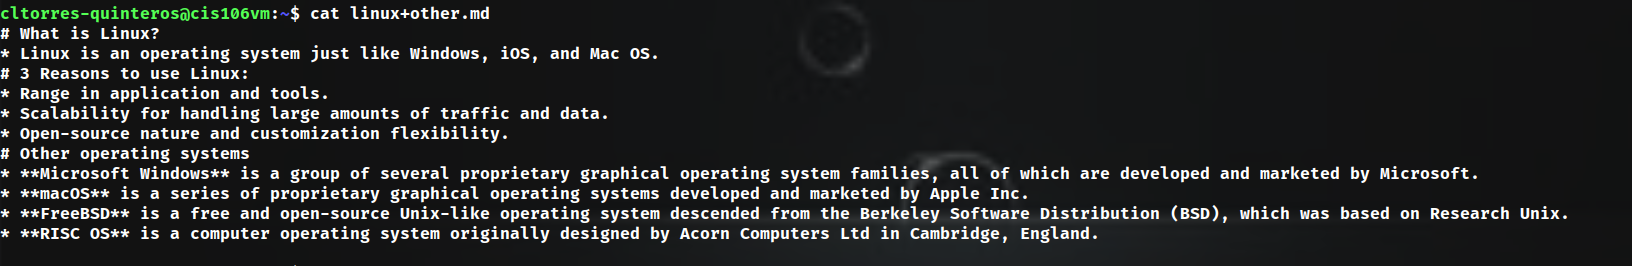 cltorres-quinteros@cis106vm:~$ cat linux+other.md
# What is Linux?
* Linux is an operating system just like Windows, iOS, and Mac OS.
# 3 Reasons to use Linux:
* Range in application and tools.
* Scalability for handling large amounts of traffic and data.
* Open-source nature and customization flexibility.
# Other operating systems
* **Microsoft Windows** is a group of several proprietary graphical operating system families, all of which are developed and marketed by Microsoft.
* **macOS** is a series of proprietary graphical operating systems developed and marketed by Apple Inc.
* **FreeBSD** is a free and open-source Unix-like operating system descended from the Berkeley Software Distribution (BSD), which was based on Research Unix.
* **RISC OS** is a computer operating system originally designed by Acorn Computers Ltd in Cambridge, England.